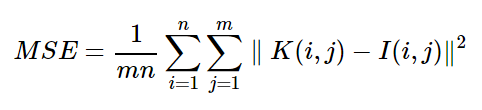 MSE = \frac{1}{mn} \sum_{i=1}^{n} \sum_{j=1}^{m} \| K(i,j) - I(i,j) \|^2